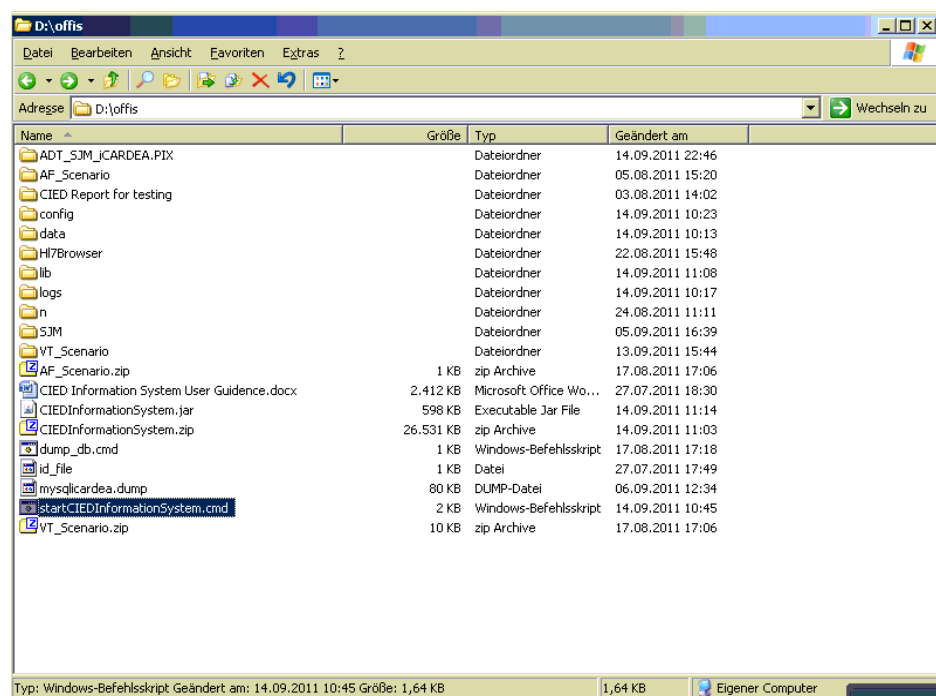 D:\offis
Datei Bearbeiten Ansicht Favoriten Extras ?
Adresse D:\offis Wechseln zu
Name Größe Typ Geändert am
ADT_SJM_iCARDEA.PIX Dateiordner 14.09.2011 22:46
AF_Scenario Dateiordner 05.08.2011 15:20
CIED Report for testing Dateiordner 03.08.2011 14:02
config Dateiordner 14.09.2011 10:23
data Dateiordner 14.09.2011 10:13
Hl7Browser Dateiordner 22.08.2011 15:48
lib Dateiordner 14.09.2011 11:08
logs Dateiordner 14.09.2011 10:17
n Dateiordner 24.08.2011 11:11
SJM Dateiordner 05.09.2011 16:39
VT_Scenario Dateiordner 13.09.2011 15:44
AF_Scenario.zip 1 KB zip Archive 17.08.2011 17:06
CIED Information System User Guidence.docx 2.412 KB Microsoft Office Wo... 27.07.2011 18:30
CIEDInformationSystem.jar 598 KB Executable Jar File 14.09.2011 11:14
CIEDInformationSystem.zip 26.531 KB zip Archive 14.09.2011 11:03
dump_db.cmd 1 KB Windows-Befehlsskript 17.08.2011 17:18
id_file 1 KB Datei 27.07.2011 17:49
mysqlicardea.dump 80 KB DUMP-Datei 06.09.2011 12:34
startCIEDInformationSystem.cmd 2 KB Windows-Befehlsskript 14.09.2011 10:45
VT_Scenario.zip 10 KB zip Archive 17.08.2011 17:06
Typ: Windows-Befehlsskript Geändert am: 14.09.2011 10:45 Größe: 1,64 KB 1,64 KB Eigener Computer